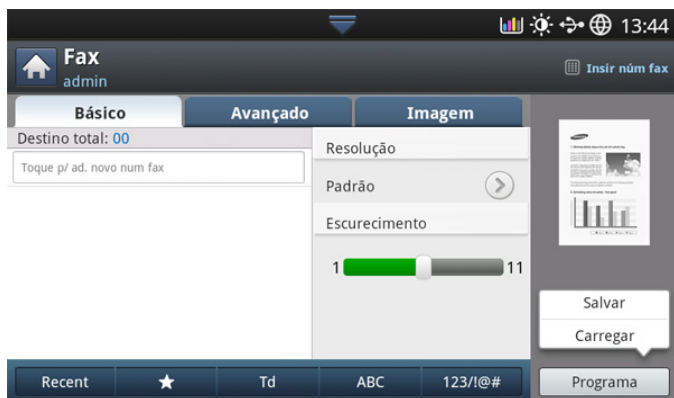 13:44
Fax
admin
Insir núm fax
Básico
Avançado
Imagem
Destino total: 00
Toque p/ ad. novo num fax
Resolução
Padrão
Escurecimento
1
11
Salvar
Carregar
Recent
Td
ABC
123/!@#
Programa